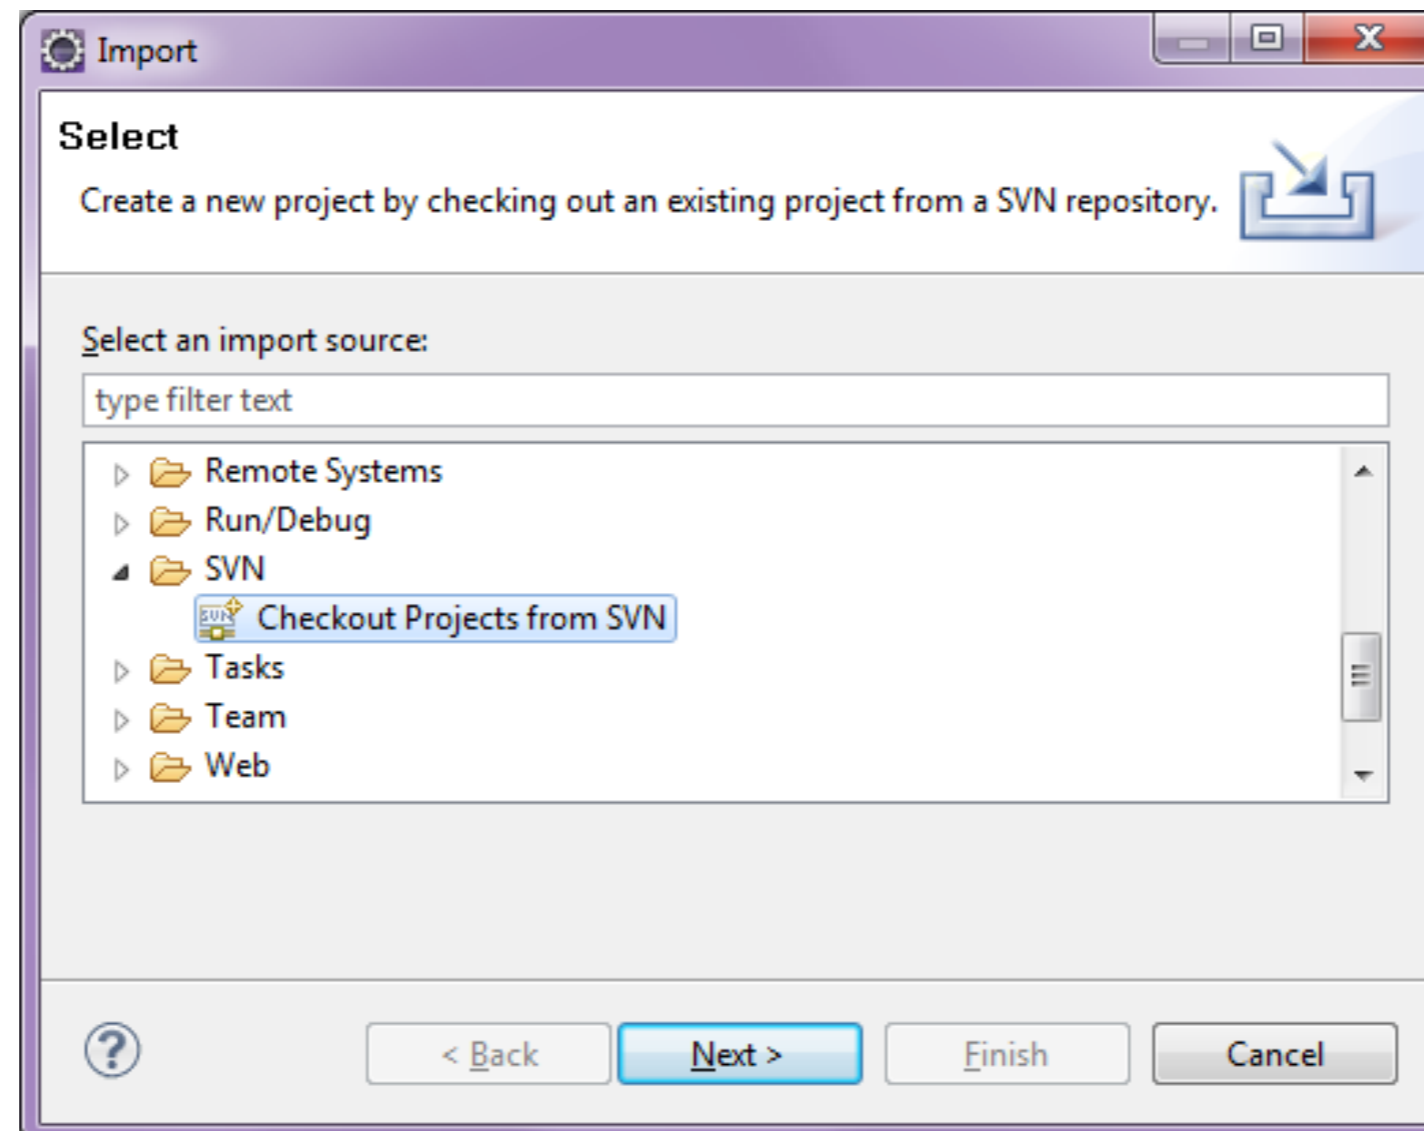 Import
Select
Create a new project by checking out an existing project from a SVN repository.
Select an import source:
type filter text
Remote Systems
Run/Debug
SVN
SVN Checkout Projects from SVN
Tasks
Team
Web
? < Back Next > Finish Cancel